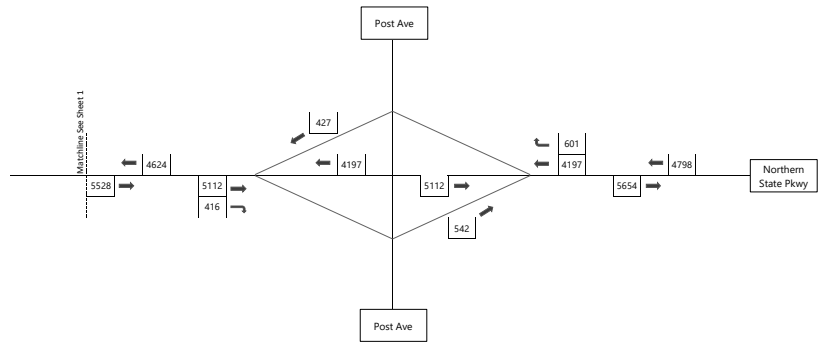 Post Ave
Matchline See Sheet 1
427
601
4624
4197
4197
4798
5528
5112
5112
5654
Northern
State Pkwy
416
542
Post Ave